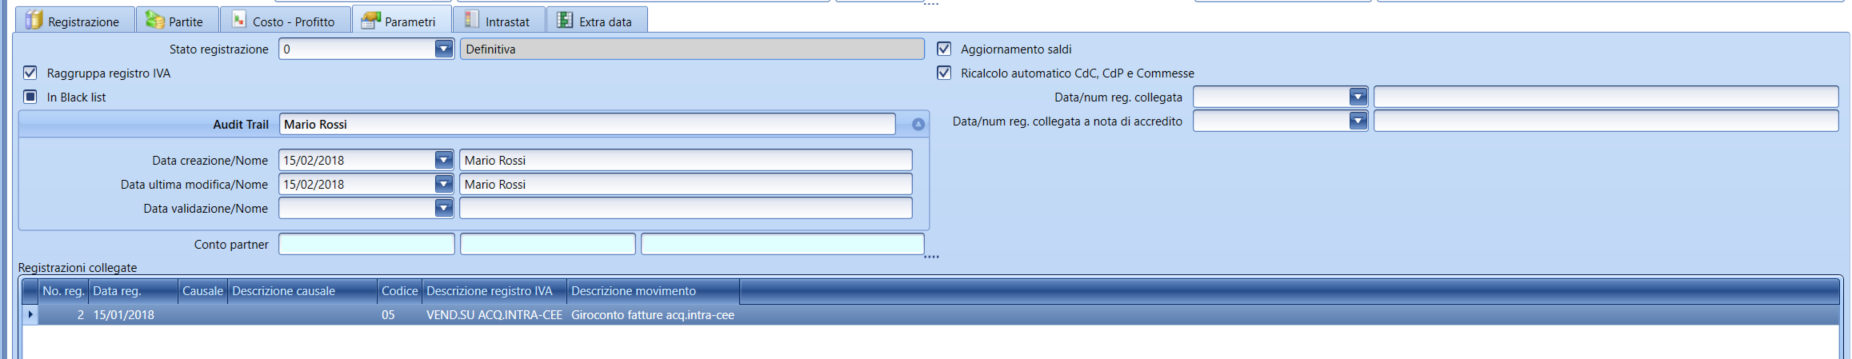 Registrazione Partite Costo - Profitto Parametri Intrastat Extra data
Stato registrazione 0 Definitiva Aggiornamento saldi
Raggruppa registro IVA Ricalcolo automatico CdC, CdP e Commesse
In Black list Data/num reg. collegata
Audit Trail Mario Rossi Data/num reg. collegata a nota di accredito
Data creazione/Nome 15/02/2018 Mario Rossi
Data ultima modifica/Nome 15/02/2018 Mario Rossi
Data validazione/Nome
Conto partner
Registrazioni collegate
No. reg. Data reg. Causale Descrizione causale Codice Descrizione registro IVA Descrizione movimento
2 15/01/2018 05 VEND.SU ACQ.INTRA-CEE Giroconto fatture acq.intra-cee